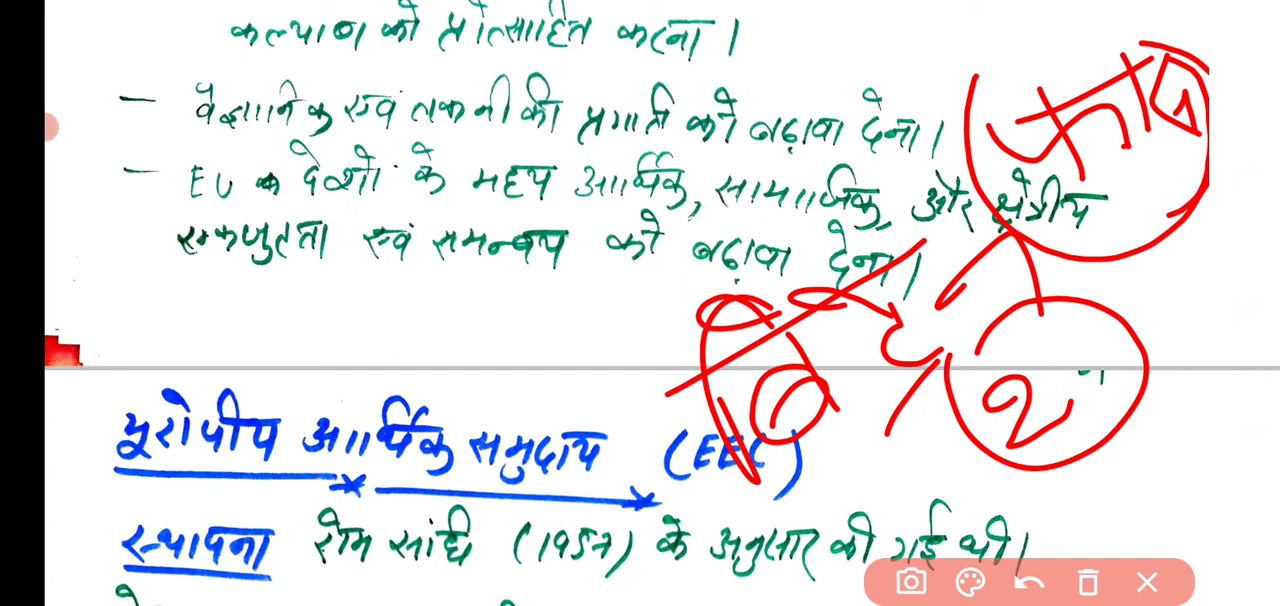 कल्याण को प्रोत्साहित करना।
— वैज्ञानिक एवं तकनीकी प्रगति को बढ़ावा देना।
— EU के देशों के मध्य आर्थिक, सामाजिक, और क्षेत्रीय
एकजुटता एवं समन्वय को बढ़ावा देना।
यूरोपीय आर्थिक समुदाय (EEC)
स्थापना रोम संधि (1957) के अनुसार की गई थी।